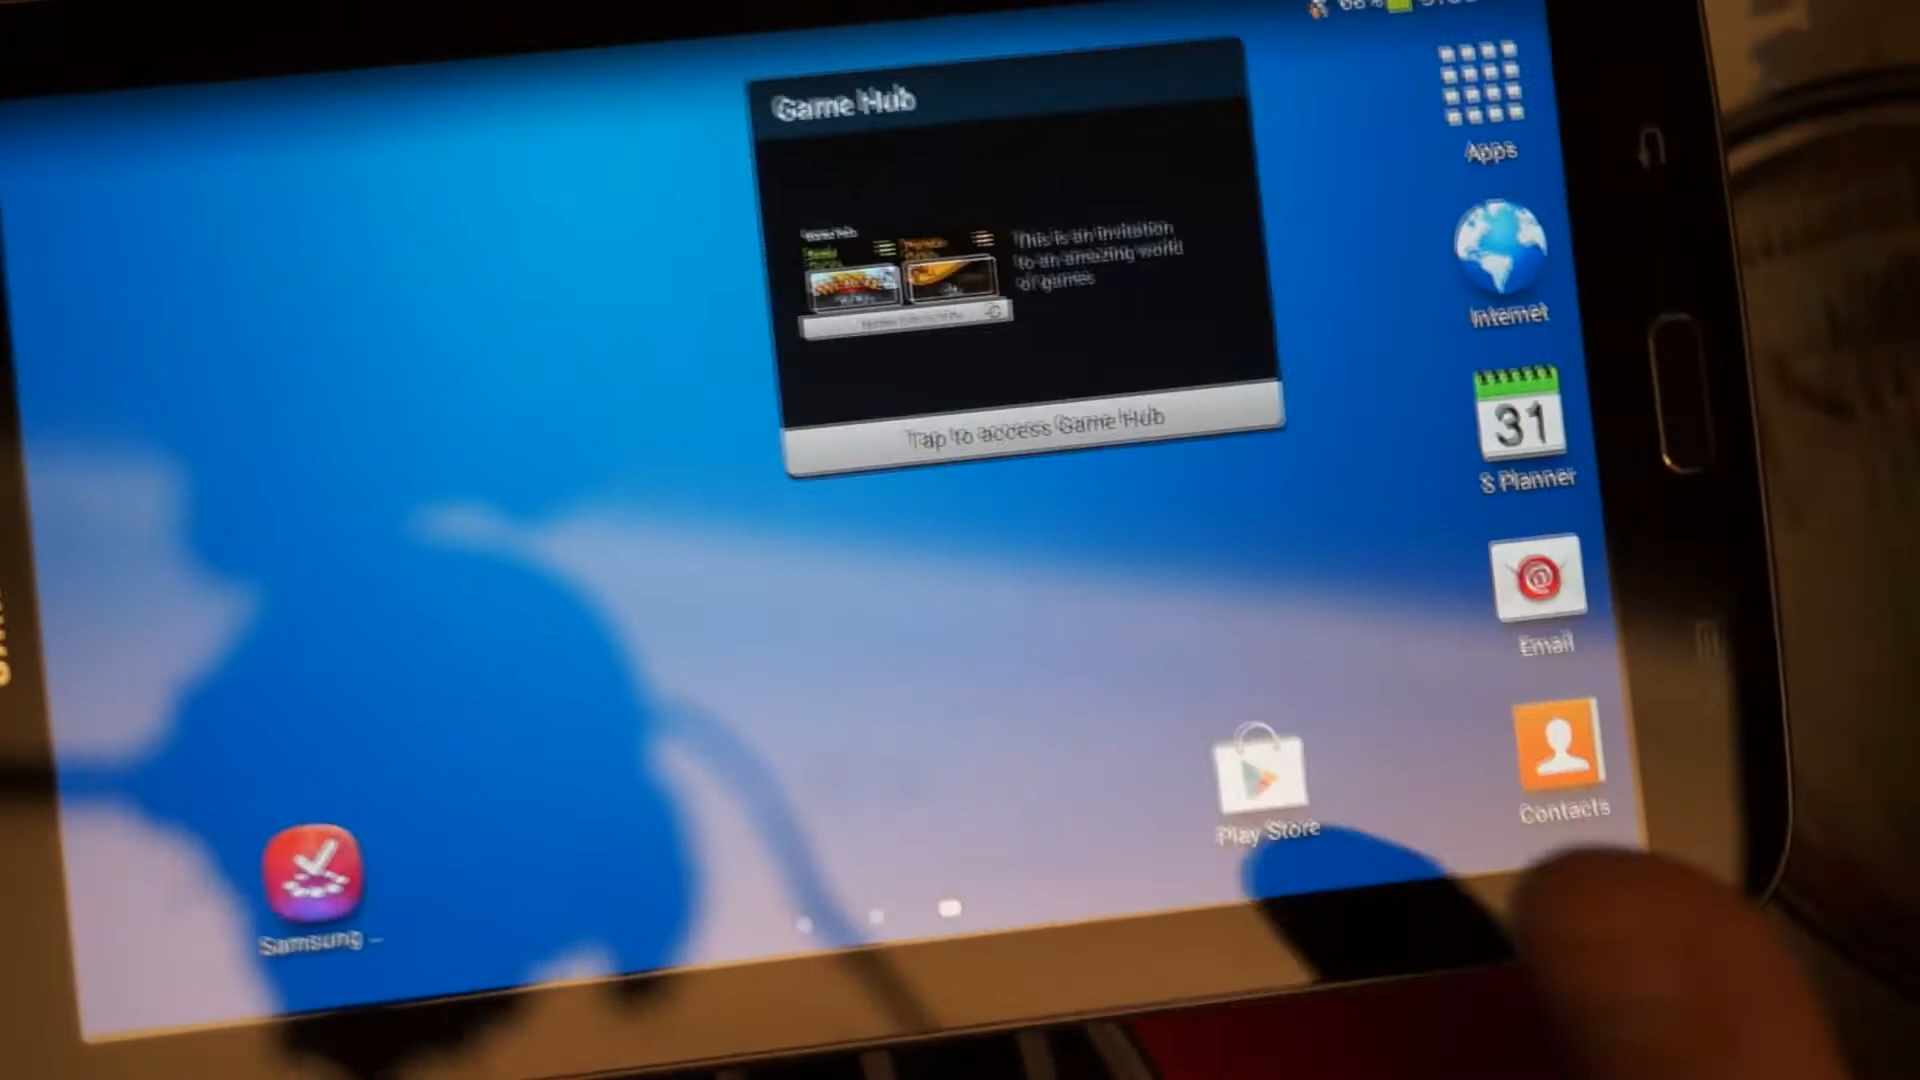 Game Hub
This is an invitation
to an amazing world
of games
Tap to access Game Hub
Apps
Internet
31
S Planner
@
Email
Contacts
Play Store
Samsung ...